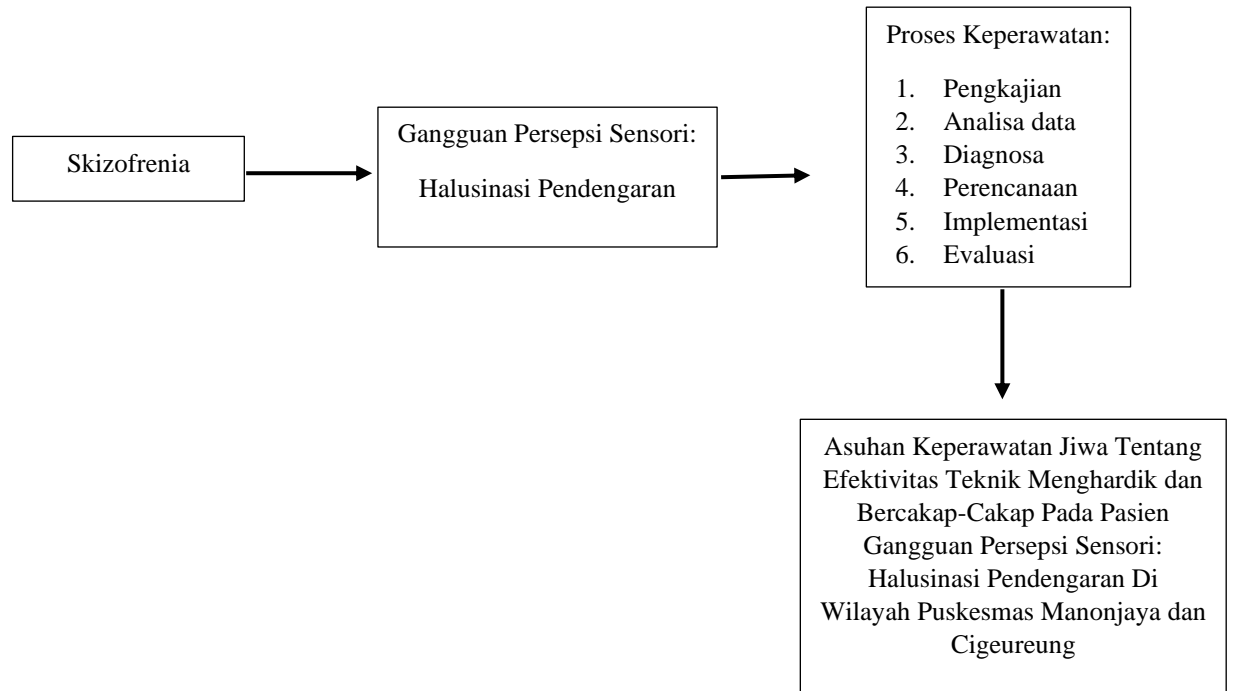 Skizofrenia
Gangguan Persepsi Sensori:
Halusinasi Pendengaran
Proses Keperawatan:
1. Pengkajian
2. Analisa data
3. Diagnosa
4. Perencanaan
5. Implementasi
6. Evaluasi
Asuhan Keperawatan Jiwa Tentang
Efektivitas Teknik Menghardik dan
Bercakap-Cakap Pada Pasien
Gangguan Persepsi Sensori:
Halusinasi Pendengaran Di
Wilayah Puskesmas Manonjaya dan
Cigeureung